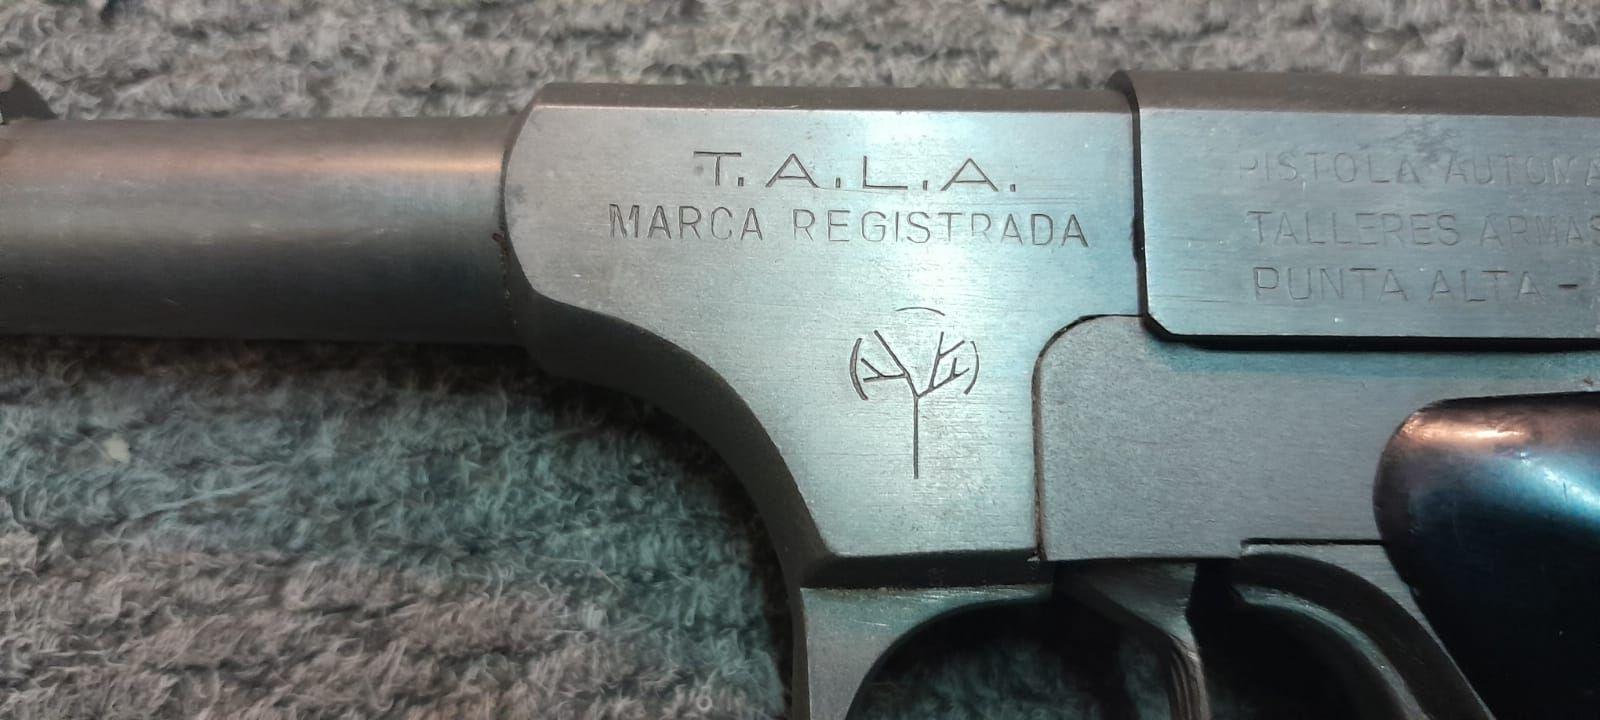 T.A.L.A.
MARCA REGISTRADA
PISTOLA AUTOMA
TALLERES ARMAS
PUNTA ALTA -